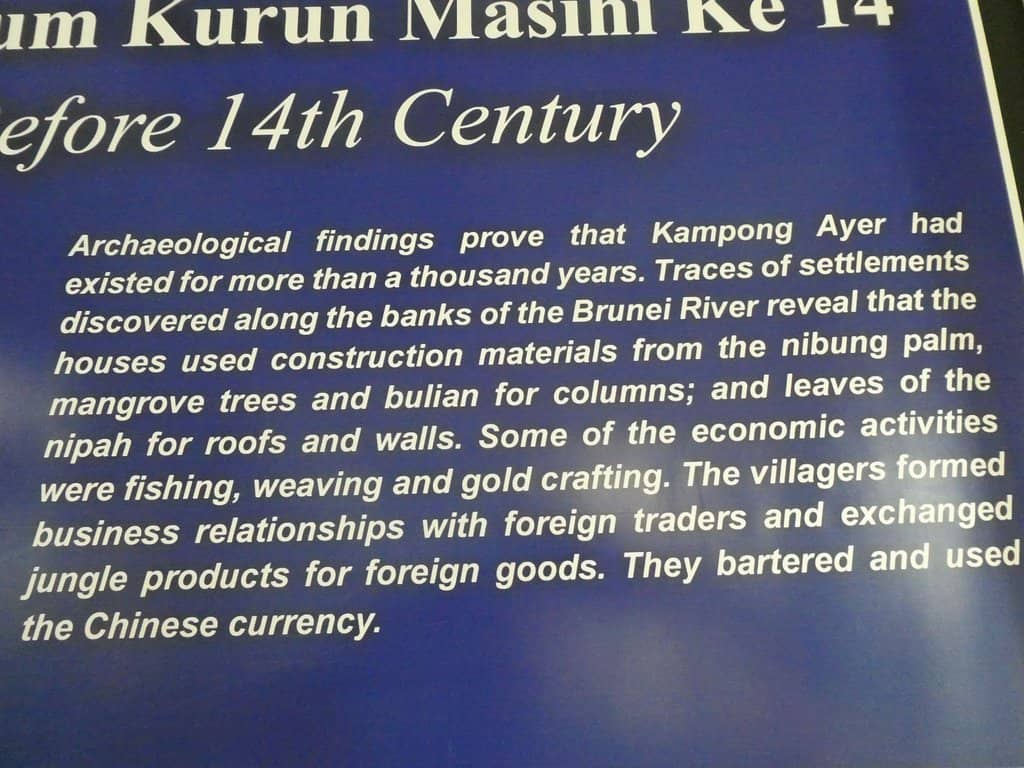 um Kurun Masihi Ke 14
efore 14th Century
Archaeological findings prove that Kampong Ayer had
existed for more than a thousand years. Traces of settlements
discovered along the banks of the Brunei River reveal that the
houses used construction materials from the nibung palm,
mangrove trees and bulian for columns; and leaves of the
nipah for roofs and walls. Some of the economic activities
were fishing, weaving and gold crafting. The villagers formed
business relationships with foreign traders and exchanged
jungle products for foreign goods. They bartered and used
the Chinese currency.